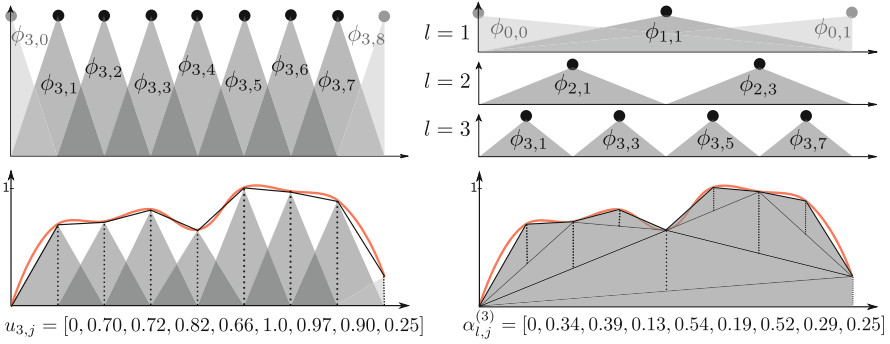 ϕ3,0
ϕ3,1
ϕ3,2
ϕ3,3
ϕ3,4
ϕ3,5
ϕ3,6
ϕ3,7
ϕ3,8
l = 1
ϕ0,0
ϕ1,1
ϕ0,1
l = 2
ϕ2,1
ϕ2,3
l = 3
ϕ3,1
ϕ3,3
ϕ3,5
ϕ3,7
1
u3,j = [0, 0.70, 0.72, 0.82, 0.66, 1.0, 0.97, 0.90, 0.25]
1
α(3)l,j = [0, 0.34, 0.39, 0.13, 0.54, 0.19, 0.52, 0.29, 0.25]